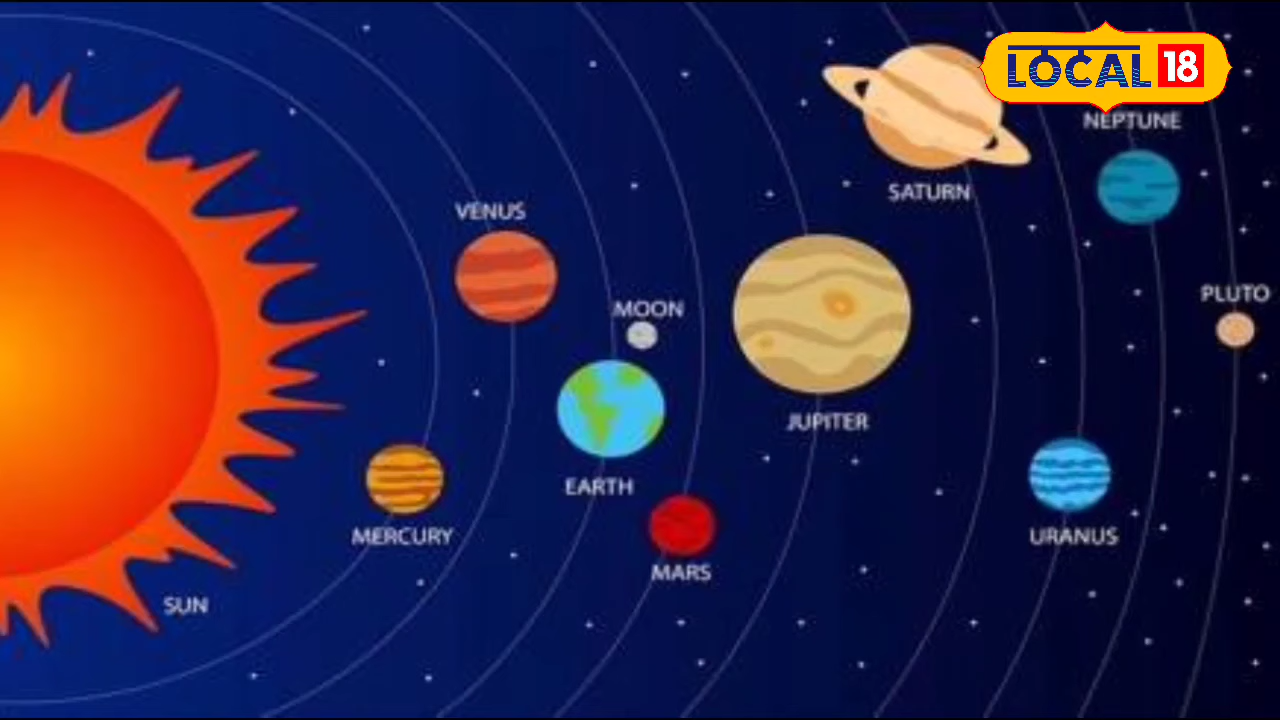 LOCAL 18
NEPTUNE
SATURN
VENUS
PLUTO
MOON
JUPITER
EARTH
MERCURY
URANUS
MARS
SUN